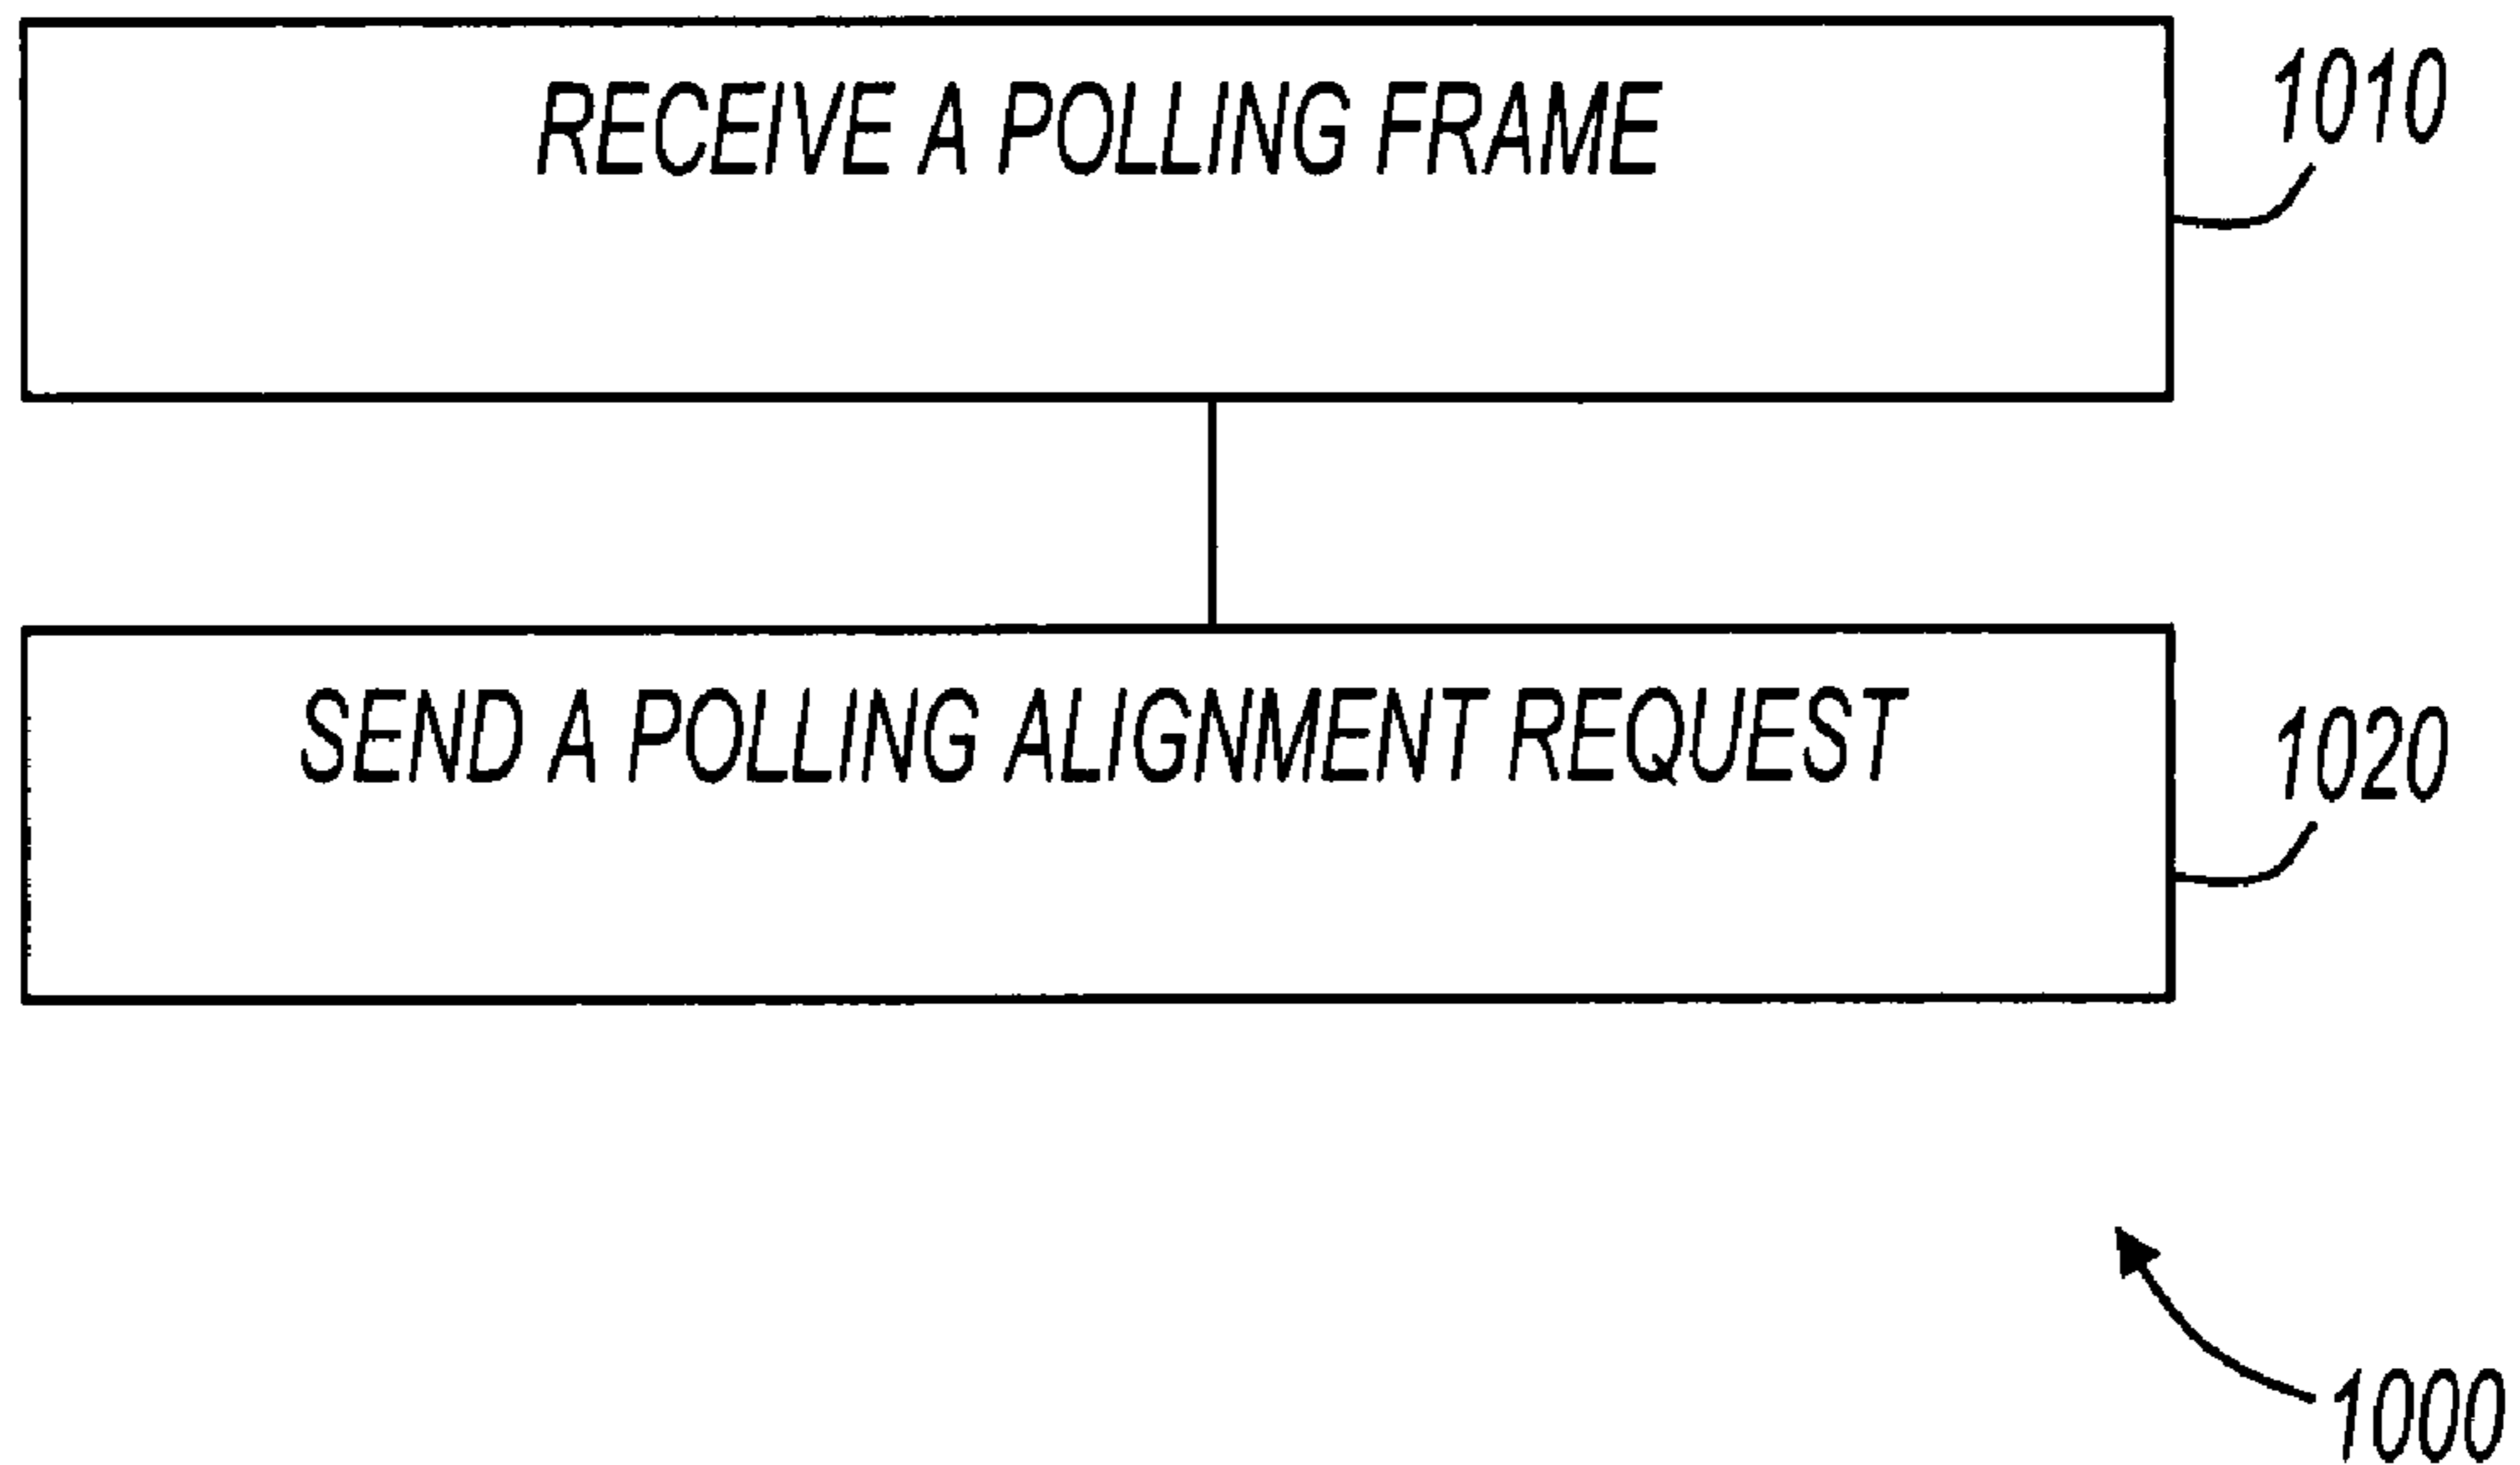 RECEIVE A POLLING FRAME
1010
SEND A POLLING ALIGNMENT REQUEST
1020
1000